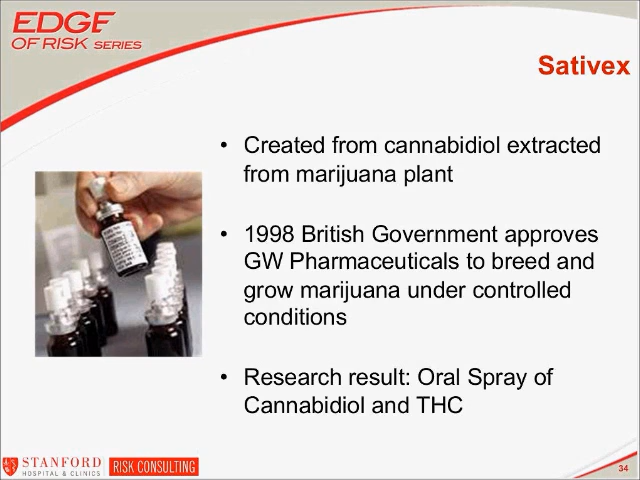 EDGE
OF RISK SERIES
Sativex
• Created from cannabidiol extracted
from marijuana plant
• 1998 British Government approves
GW Pharmaceuticals to breed and
grow marijuana under controlled
conditions
• Research result: Oral Spray of
Cannabidiol and THC
STANFORD
HOSPITAL & CLINICS
RISK CONSULTING
34